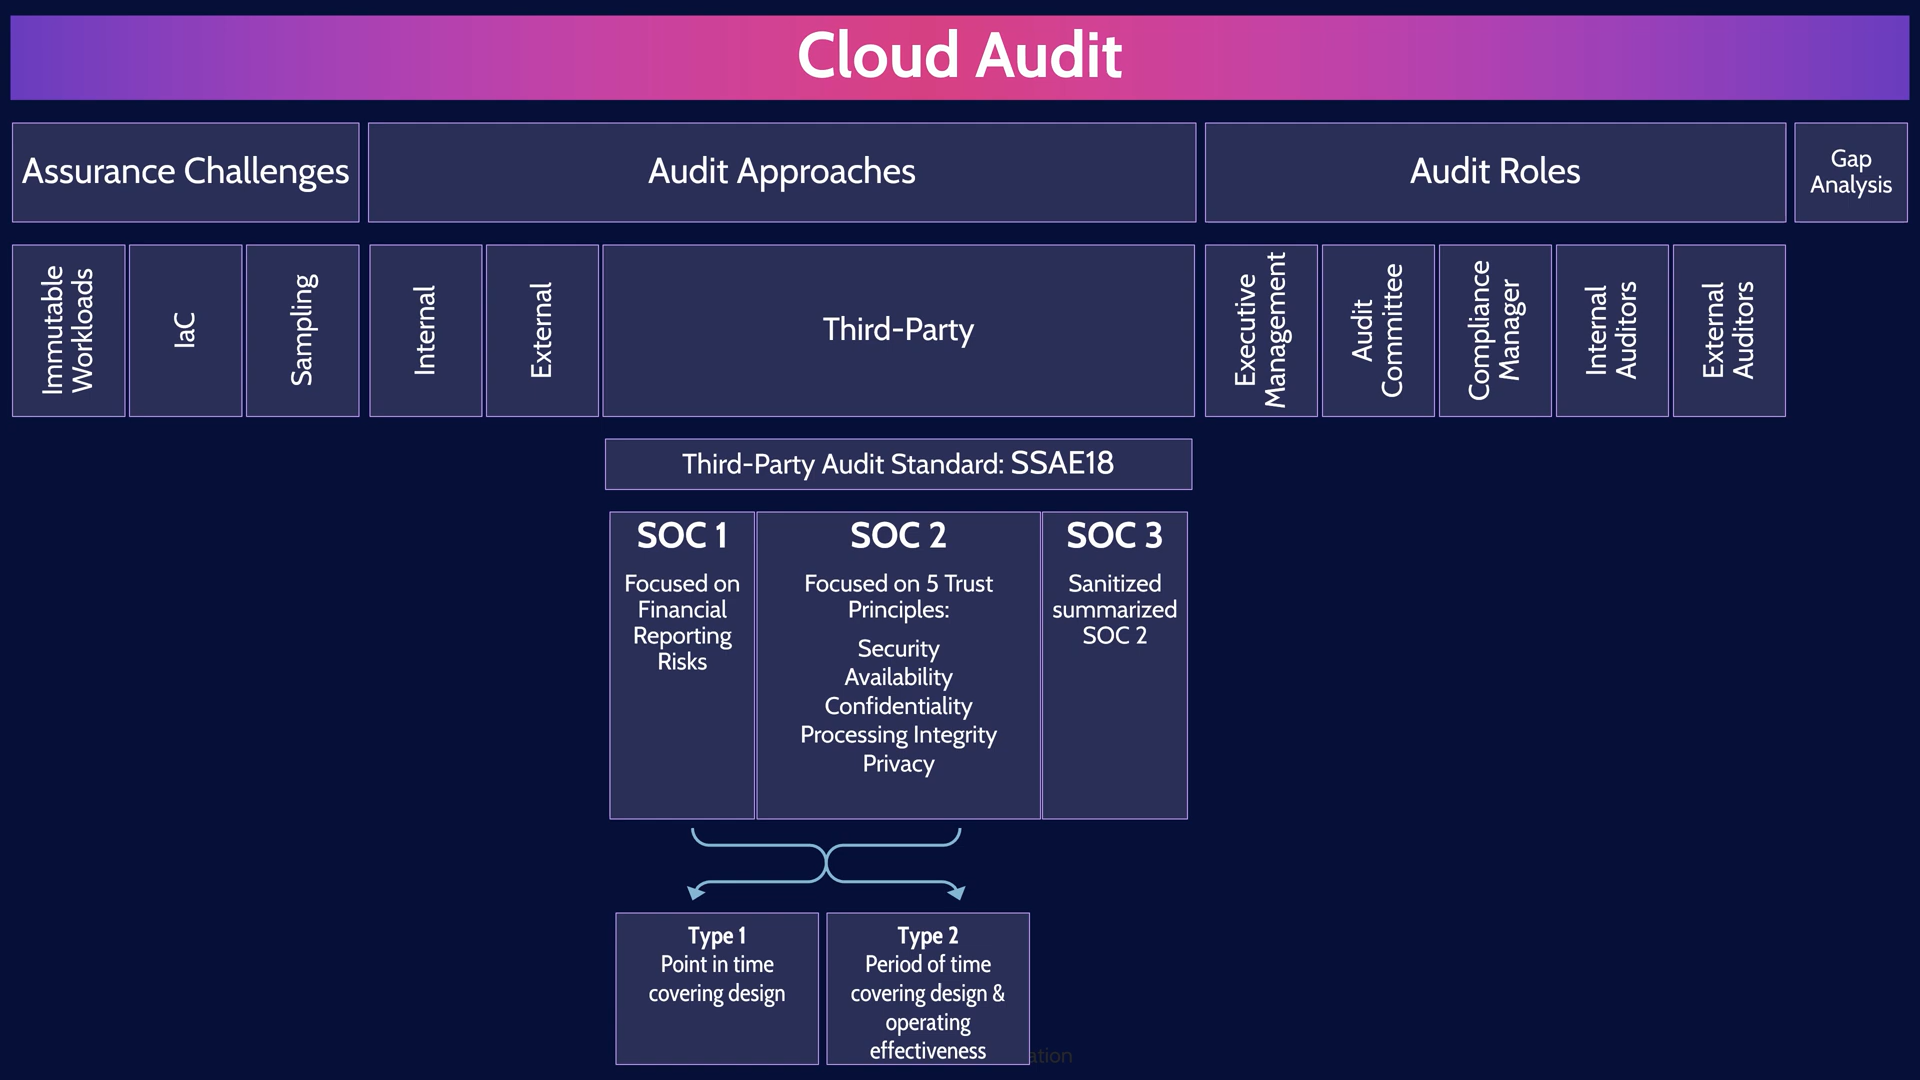 Cloud Audit
Assurance Challenges
Audit Approaches
Audit Roles
Gap
Analysis
Immutable
Workloads
IaC
Sampling
Internal
External
Third-Party
Executive
Management
Audit
Committee
Compliance
Manager
Internal
Auditors
External
Auditors
Third-Party Audit Standard: SSAE18
SOC 1
Focused on
Financial
Reporting
Risks
SOC 2
Focused on 5 Trust
Principles:
Security
Availability
Confidentiality
Processing Integrity
Privacy
SOC 3
Sanitized
summarized
SOC 2
Type 1
Point in time
covering design
Type 2
Period of time
covering design &
operating
effectiveness